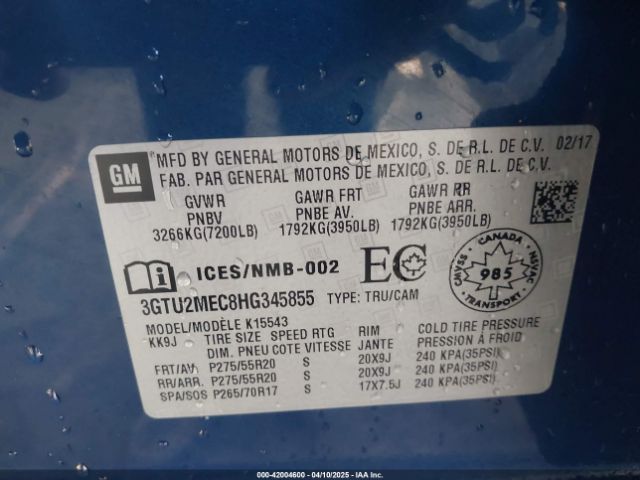 GM
MFD BY GENERAL MOTORS DE MEXICO, S. DE R.L. DE C.V. 02/17
FAB. PAR GENERAL MOTORS DE MEXICO, S. DE R.L. DE C.V.
GVWR GAWR FRT GAWR RR
PNBV PNBE AV. PNBE ARR.
3266KG(7200LB) 1792KG(3950LB) 1792KG(3950LB)
ICES/NMB-002 EC CANADA CMVSS NSVAC 985
3GTU2MEC8HG345855 TYPE: TRU/CAM
MODEL/MODÈLE K15543
KK9J TIRE SIZE SPEED RTG RIM COLD TIRE PRESSURE
DIM. PNEU COTE VITESSE JANTE PRESSION À FROID
FRT/AV. P275/55R20 S 20X9J 240 KPA(35PSI)
RR/ARR. P275/55R20 S 20X9J 240 KPA(35PSI)
SPA/SOS P265/70R17 S 17X7.5J 240 KPA(35PSI)
000-42004600 - 04/10/2025 - IAA Inc.